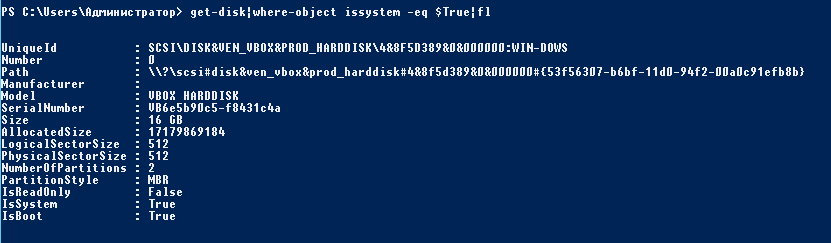 PS C:\Users\Администратор> get-disk|where-object issystem -eq $True|fl
UniqueId : SCSI\DISK&VEN_VBOX&PROD_HARDDISK\4&8F5D389&0&000000:WIN-DOWS
Number : 0
Path : \\?\scsi#disk&ven_vbox&prod_harddisk#4&8f5d389&0&000000#{53f56307-b6bf-11d0-94f2-00a0c91efb8b}
Manufacturer :
Model : VBOX HARDDISK
SerialNumber : VB6e5b90c5-f8431c4a
Size : 16 GB
AllocatedSize : 17179869184
LogicalSectorSize : 512
PhysicalSectorSize : 512
NumberOfPartitions : 2
PartitionStyle : MBR
IsReadOnly : False
IsSystem : True
IsBoot : True